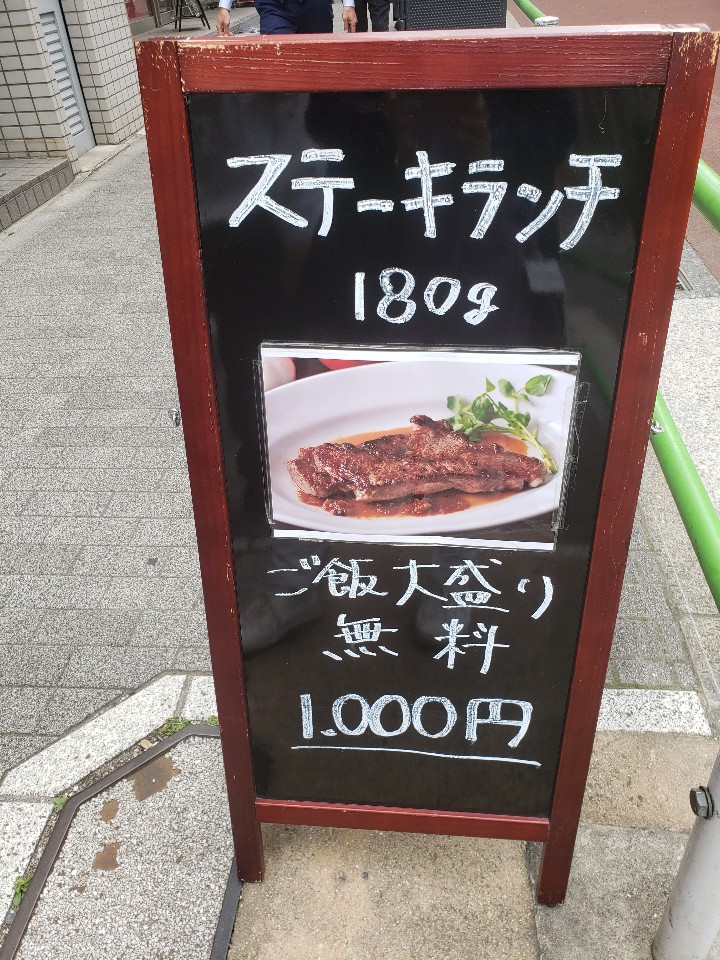 ステーキランチ
180g
ご飯大盛り
無料
1.000円